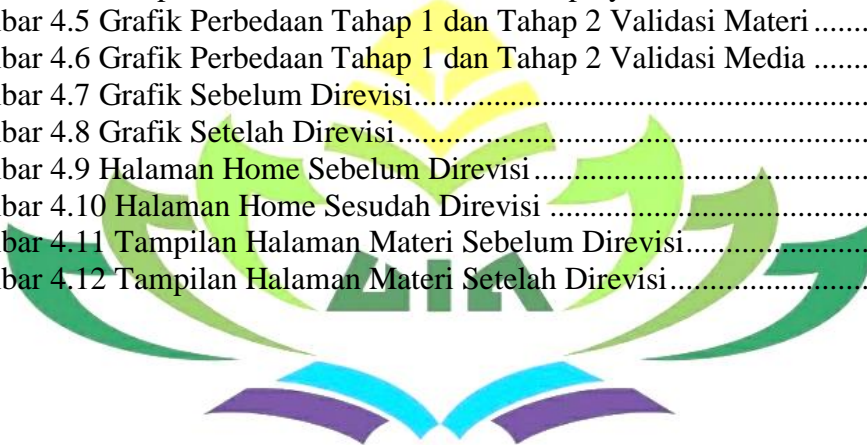 bar 4.5 Grafik Perbedaan Tahap 1 dan Tahap 2 Validasi Materi .......
bar 4.6 Grafik Perbedaan Tahap 1 dan Tahap 2 Validasi Media .......
bar 4.7 Grafik Sebelum Direvisi..........................................................
bar 4.8 Grafik Setelah Direvisi............................................................
bar 4.9 Halaman Home Sebelum Direvisi ..........................................
bar 4.10 Halaman Home Sesudah Direvisi ........................................
bar 4.11 Tampilan Halaman Materi Sebelum Direvisi.......................
bar 4.12 Tampilan Halaman Materi Setelah Direvisi.........................